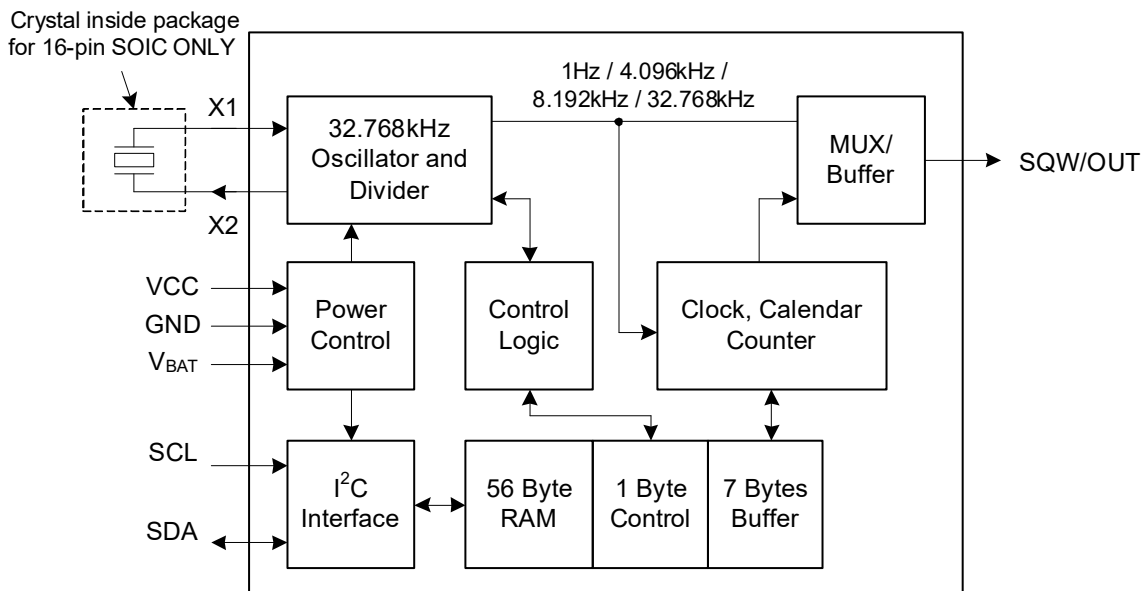 Crystal inside package
for 16-pin SOIC ONLY
X1
X2
1Hz / 4.096kHz /
8.192kHz / 32.768kHz
32.768kHz
Oscillator and
Divider
MUX/
Buffer
SQW/OUT
VCC
GND
VBAT
Power
Control
Control
Logic
Clock, Calendar
Counter
SCL
SDA
I²C
Interface
56 Byte
RAM
1 Byte
Control
7 Bytes
Buffer